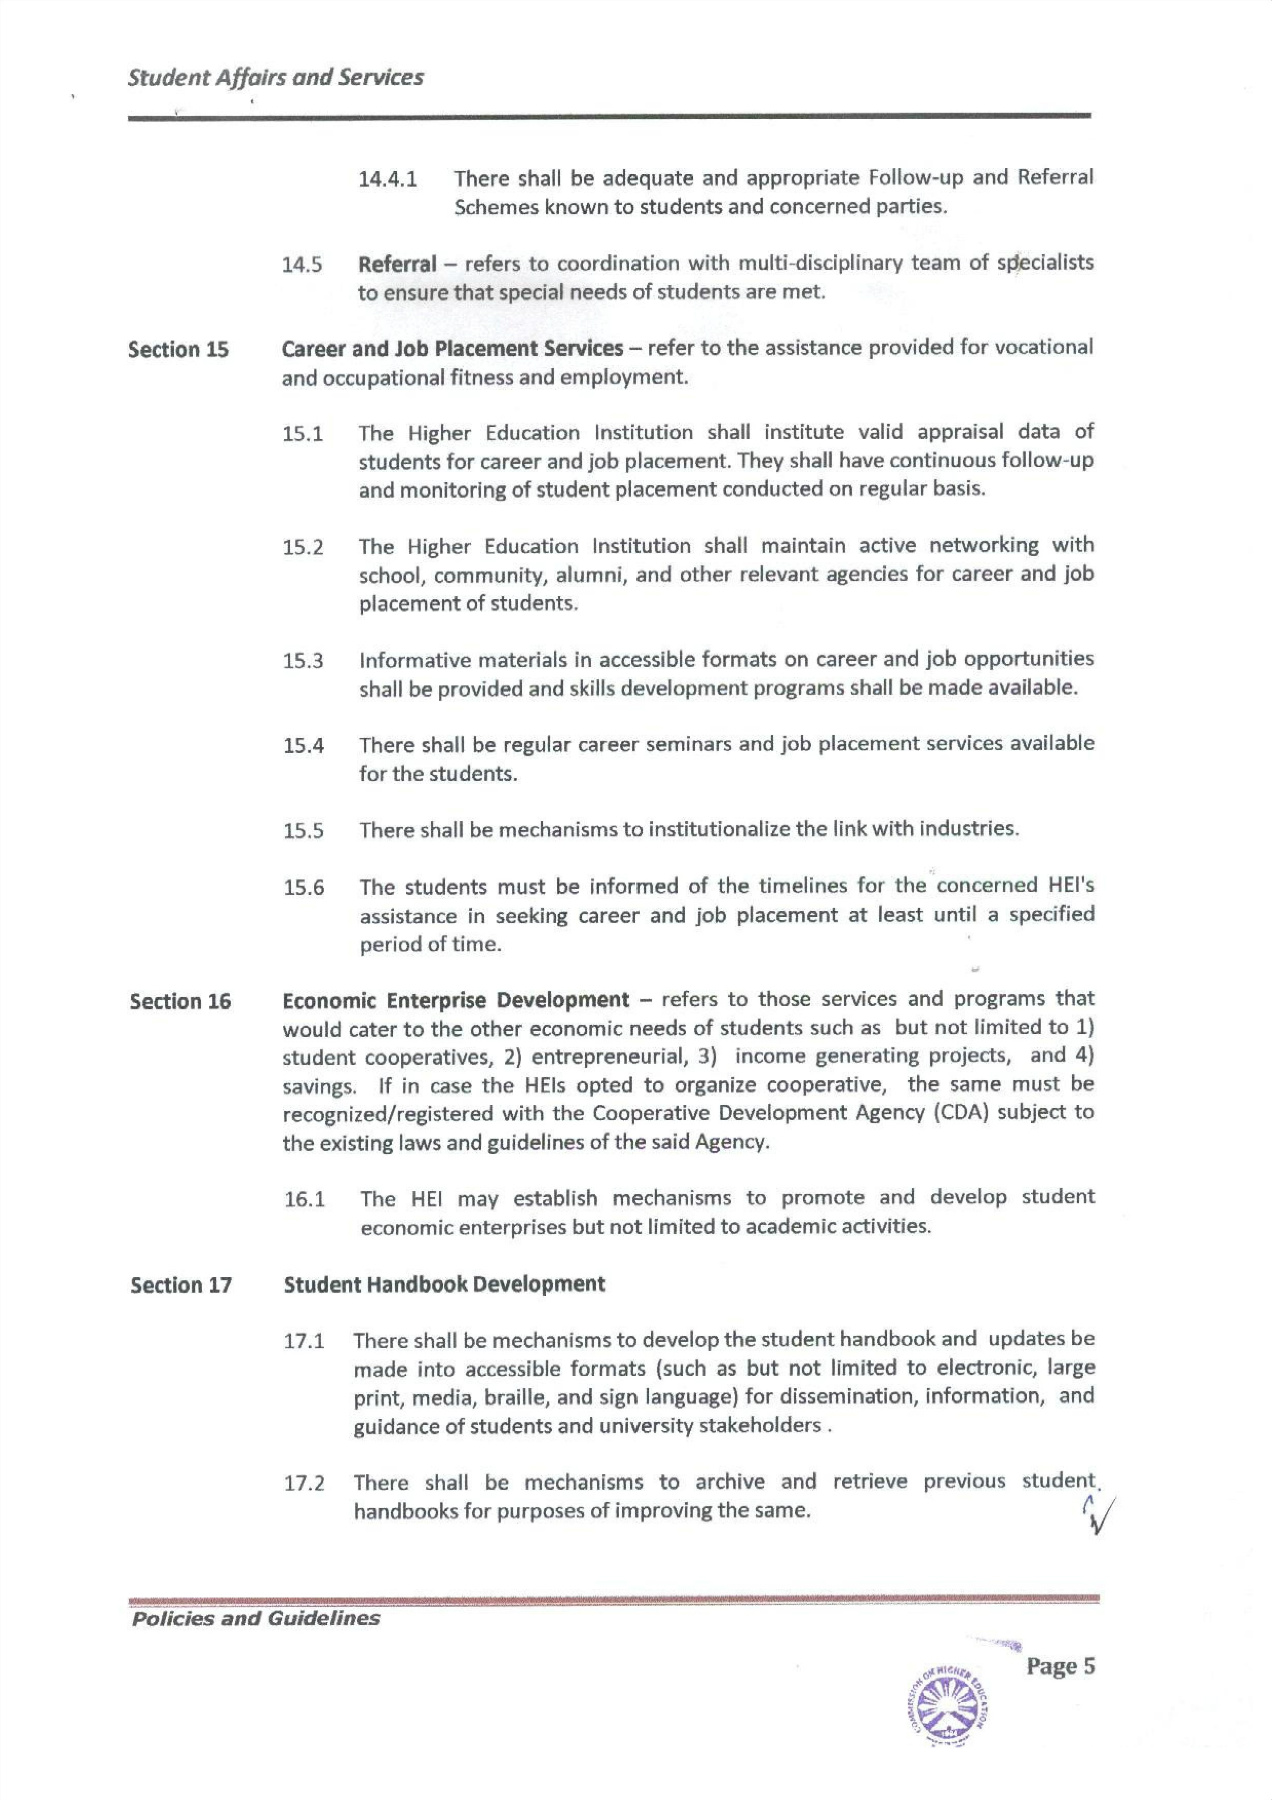 Student Affairs and Services
14.4.1 There shall be adequate and appropriate Follow-up and Referral
Schemes known to students and concerned parties.
14.5 Referral – refers to coordination with multi-disciplinary team of specialists
to ensure that special needs of students are met.
Section 15 Career and Job Placement Services – refer to the assistance provided for vocational
and occupational fitness and employment.
15.1 The Higher Education Institution shall institute valid appraisal data of
students for career and job placement. They shall have continuous follow-up
and monitoring of student placement conducted on regular basis.
15.2 The Higher Education Institution shall maintain active networking with
school, community, alumni, and other relevant agencies for career and job
placement of students.
15.3 Informative materials in accessible formats on career and job opportunities
shall be provided and skills development programs shall be made available.
15.4 There shall be regular career seminars and job placement services available
for the students.
15.5 There shall be mechanisms to institutionalize the link with industries.
15.6 The students must be informed of the timelines for the concerned HEI's
assistance in seeking career and job placement at least until a specified
period of time.
Section 16 Economic Enterprise Development – refers to those services and programs that
would cater to the other economic needs of students such as but not limited to 1)
student cooperatives, 2) entrepreneurial, 3) income generating projects, and 4)
savings. If in case the HEIs opted to organize cooperative, the same must be
recognized/registered with the Cooperative Development Agency (CDA) subject to
the existing laws and guidelines of the said Agency.
16.1 The HEI may establish mechanisms to promote and develop student
economic enterprises but not limited to academic activities.
Section 17 Student Handbook Development
17.1 There shall be mechanisms to develop the student handbook and updates be
made into accessible formats (such as but not limited to electronic, large
print, media, braille, and sign language) for dissemination, information, and
guidance of students and university stakeholders .
17.2 There shall be mechanisms to archive and retrieve previous student
handbooks for purposes of improving the same.
Policies and Guidelines
Page 5
COMMISSION ON HIGHER EDUCATION
1994